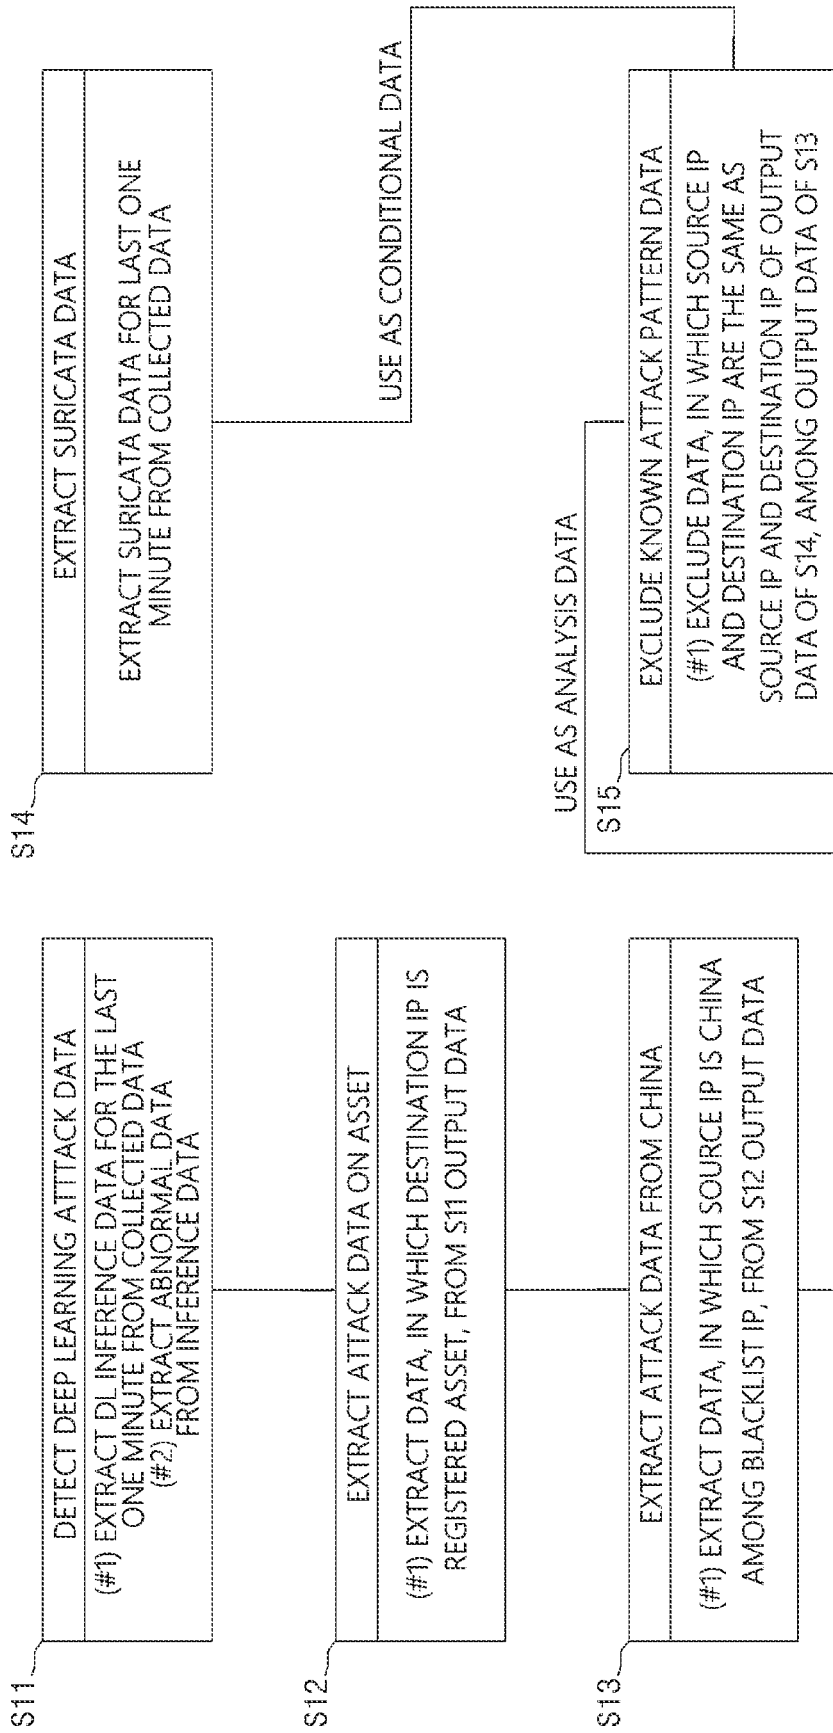 S11
DETECT DEEP LEARNING ATTTACK DATA
(#1) EXTRACT DL INFERENCE DATA FOR THE LAST
ONE MINUTE FROM COLLECTED DATA
(#2) EXTRACT ABNORMAL DATA
FROM INFERENCE DATA
S12
EXTRACT ATTACK DATA ON ASSET
(#1) EXTRACT DATA, IN WHICH DESTINATION IP IS
REGISTERED ASSET, FROM S11 OUTPUT DATA
S13
EXTRACT ATTACK DATA FROM CHINA
(#1) EXTRACT DATA, IN WHICH SOURCE IP IS CHINA
AMONG BLACKLIST IP, FROM S12 OUTPUT DATA
S14
EXTRACT SURICATA DATA
EXTRACT SURICATA DATA FOR LAST ONE
MINUTE FROM COLLECTED DATA
USE AS CONDITIONAL DATA
USE AS ANALYSIS DATA
S15
EXCLUDE KNOWN ATTACK PATTERN DATA
(#1) EXCLUDE DATA, IN WHICH SOURCE IP
AND DESTINATION IP ARE THE SAME AS
SOURCE IP AND DESTINATION IP OF OUTPUT
DATA OF S14, AMONG OUTPUT DATA OF S13